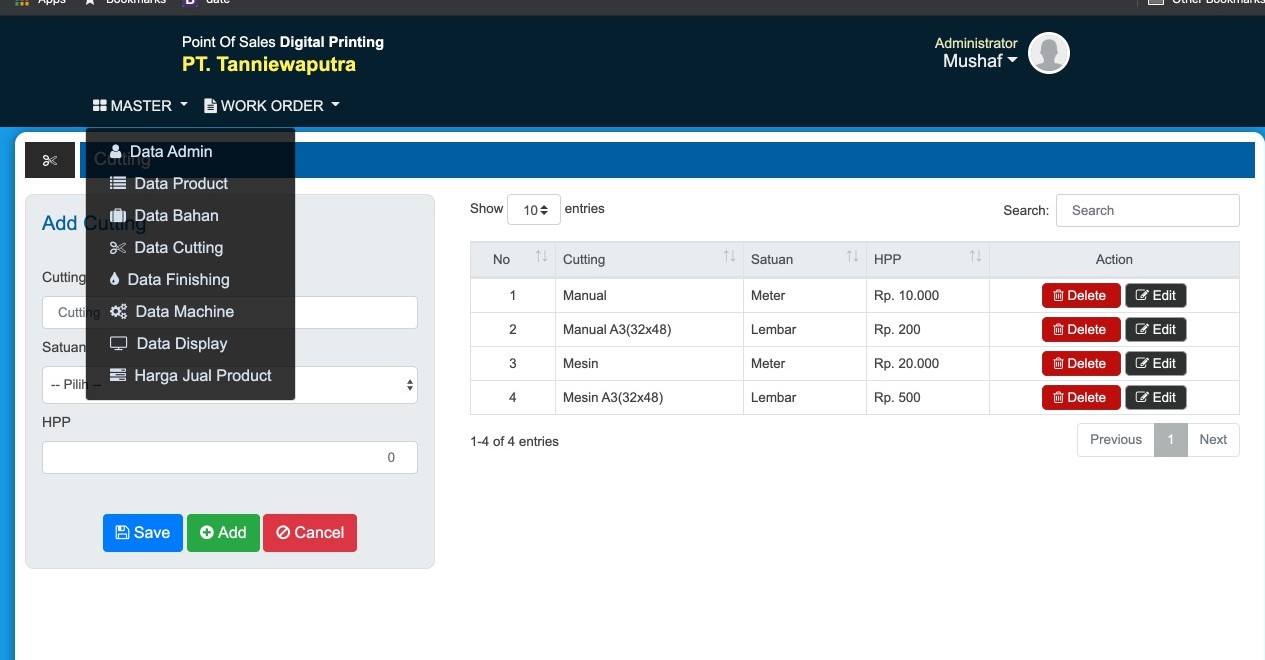 Apps Bookmarks date Other Bookmarks
Point Of Sales Digital Printing
PT. Tanniewaputra
Administrator
Mushaf
MASTER WORK ORDER
Data Admin
Data Product
Data Bahan
Data Cutting
Data Finishing
Data Machine
Data Display
Harga Jual Product
Cutting
Add Cutting
Cutting
Cutting
Satuan
-- Pilih --
HPP
0
Save Add Cancel
Show 10 entries
Search: Search
No Cutting Satuan HPP Action
1 Manual Meter Rp. 10.000 Delete Edit
2 Manual A3(32x48) Lembar Rp. 200 Delete Edit
3 Mesin Meter Rp. 20.000 Delete Edit
4 Mesin A3(32x48) Lembar Rp. 500 Delete Edit
1-4 of 4 entries
Previous 1 Next